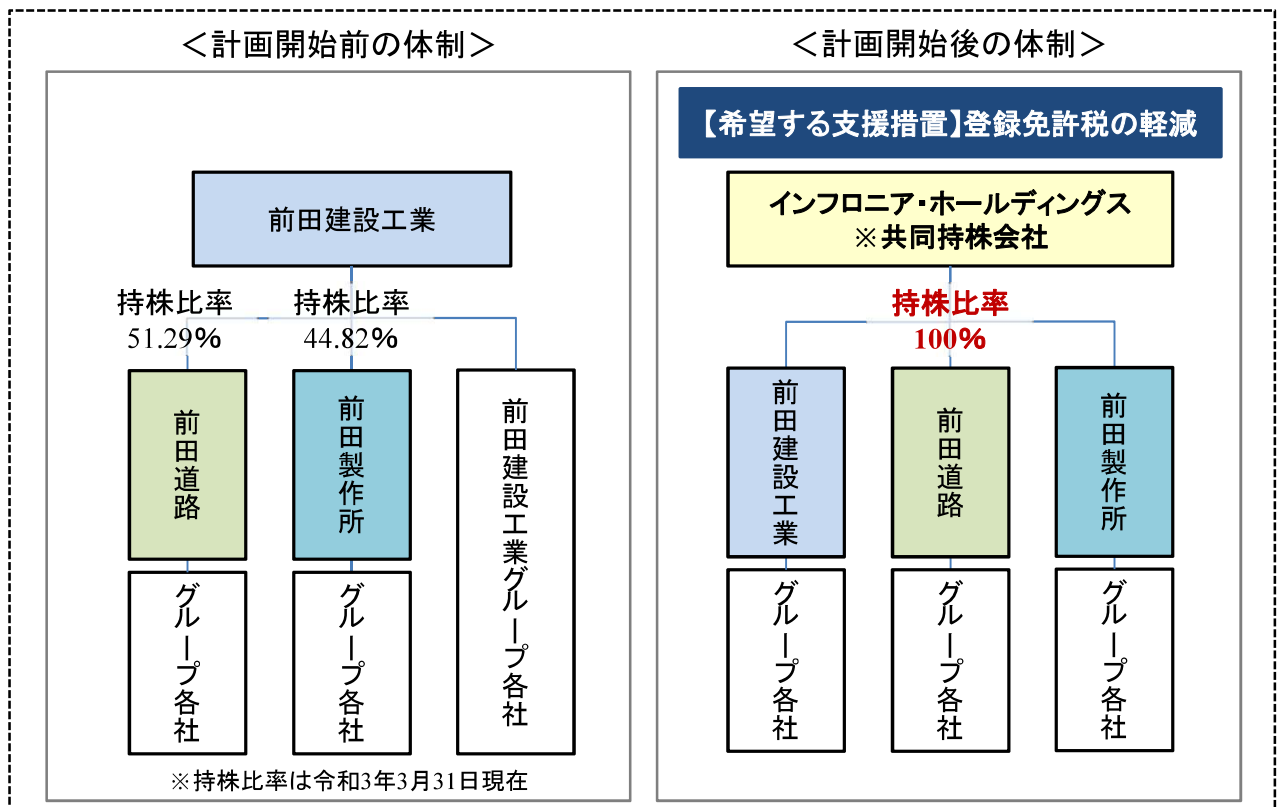 ＜計画開始前の体制＞
前田建設工業
持株比率
51.29%
持株比率
44.82%
前田道路
前田製作所
前田建設工業グループ各社
グループ各社
グループ各社
※持株比率は令和3年3月31日現在
＜計画開始後の体制＞
【希望する支援措置】登録免許税の軽減
インフロニア・ホールディングス
※共同持株会社
持株比率
100%
前田建設工業
前田道路
前田製作所
グループ各社
グループ各社
グループ各社